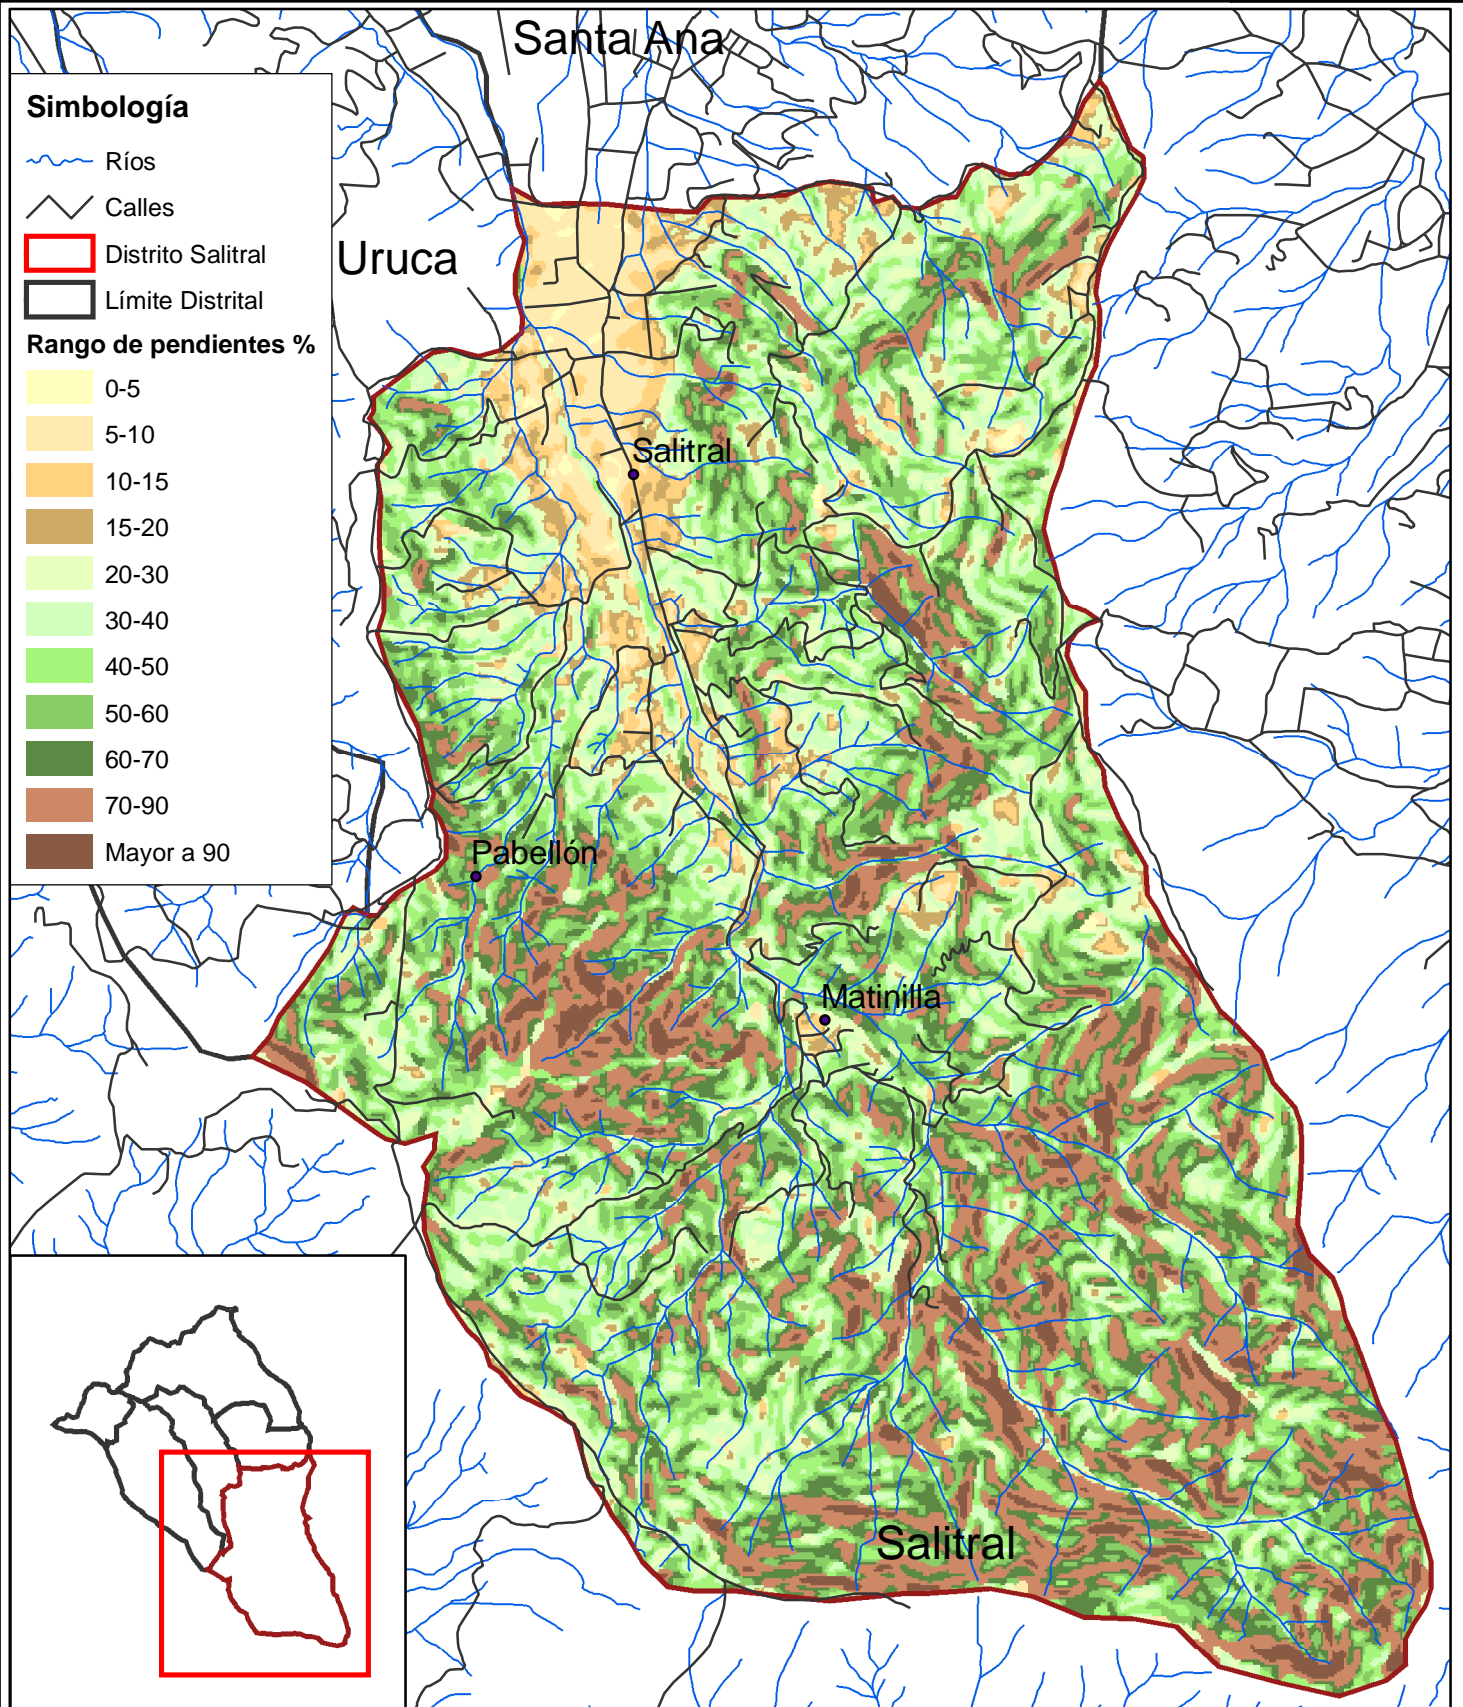 Santa Ana
Simbología
Ríos
Calles
Distrito Salitral
Límite Distrital
Rango de pendientes %
0-5
5-10
10-15
15-20
20-30
30-40
40-50
50-60
60-70
70-90
Mayor a 90
Uruca
Salitral
Pabellón
Matinilla
Salitral